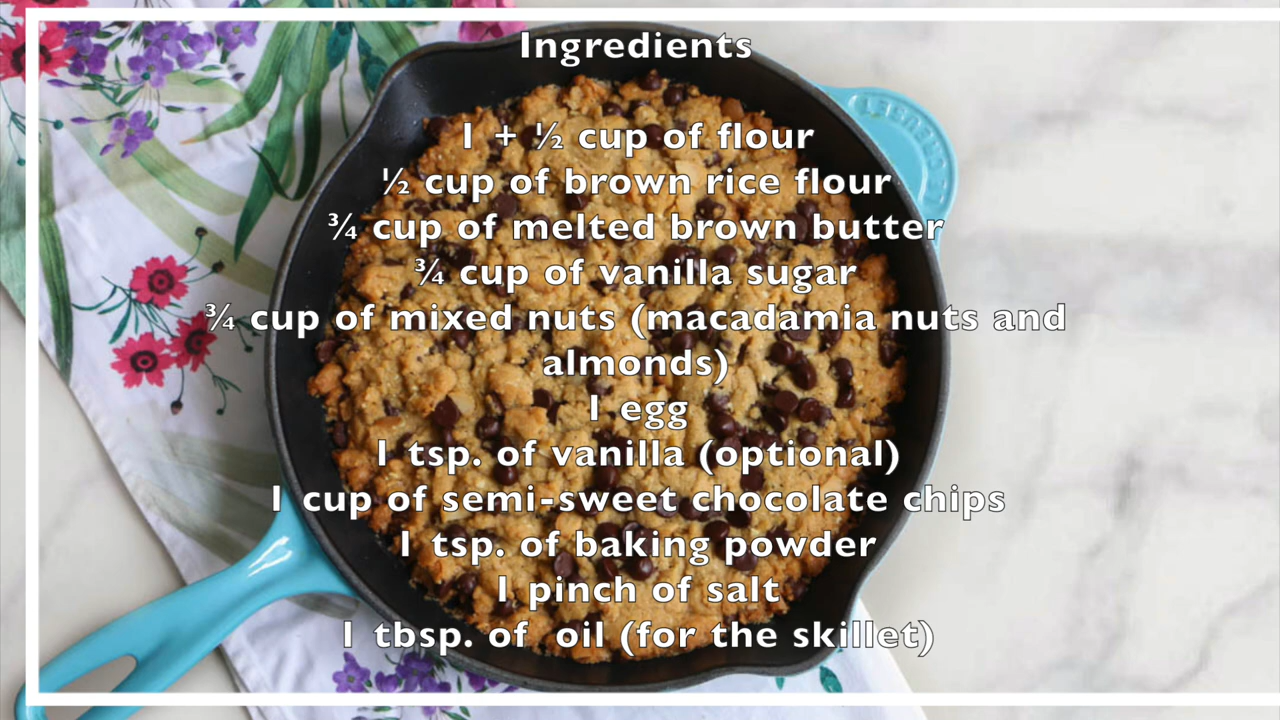 Ingredients
1 + ½ cup of flour
½ cup of brown rice flour
¾ cup of melted brown butter
¾ cup of vanilla sugar
¾ cup of mixed nuts (macadamia nuts and
almonds)
1 egg
1 tsp. of vanilla (optional)
1 cup of semi-sweet chocolate chips
1 tsp. of baking powder
1 pinch of salt
1 tbsp. of  oil (for the skillet)